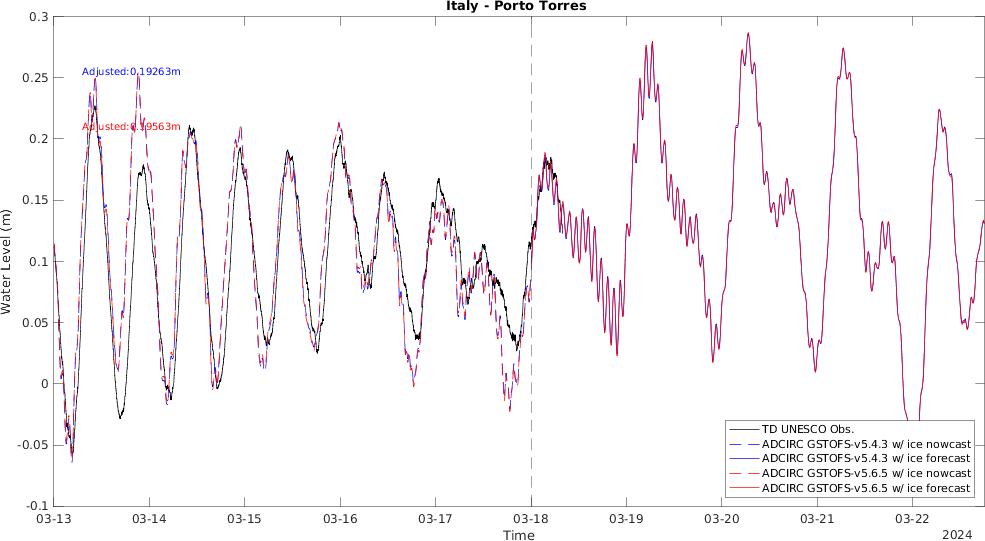 Italy - Porto Torres
0.3
0.25
0.2
0.15
0.1
0.05
0
-0.05
-0.1
Water Level (m)
Adjusted:0.19263m
Adjusted:0.19563m
TD UNESCO Obs.
ADCIRC GSTOFS-v5.4.3 w/ ice nowcast
ADCIRC GSTOFS-v5.4.3 w/ ice forecast
ADCIRC GSTOFS-v5.6.5 w/ ice nowcast
ADCIRC GSTOFS-v5.6.5 w/ ice forecast
03-13 03-14 03-15 03-16 03-17 03-18 03-19 03-20 03-21 03-22
Time
2024